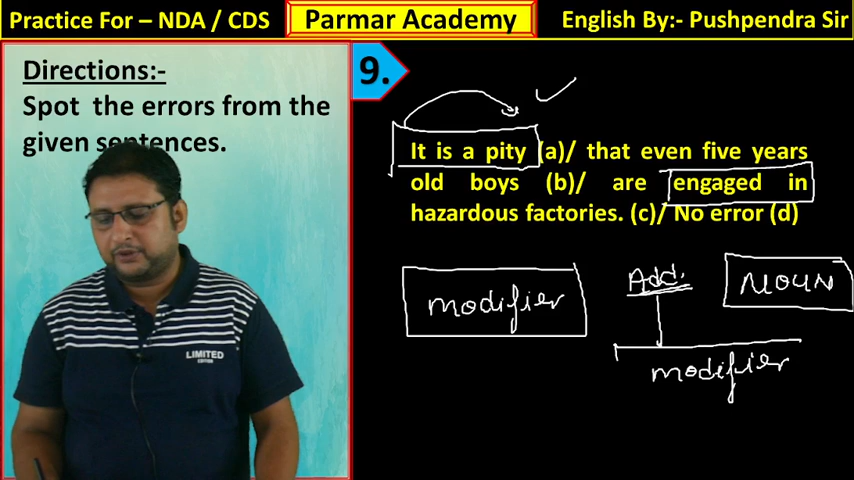 Practice For – NDA / CDS
Parmar Academy
English By:- Pushpendra Sir
Directions:-
Spot the errors from the
given sentences.
9.
It is a pity (a)/ that even five years
old boys (b)/ are engaged in
hazardous factories. (c)/ No error (d)
modifier
Add.
NOUN
modifier
LIMITED
EDITION